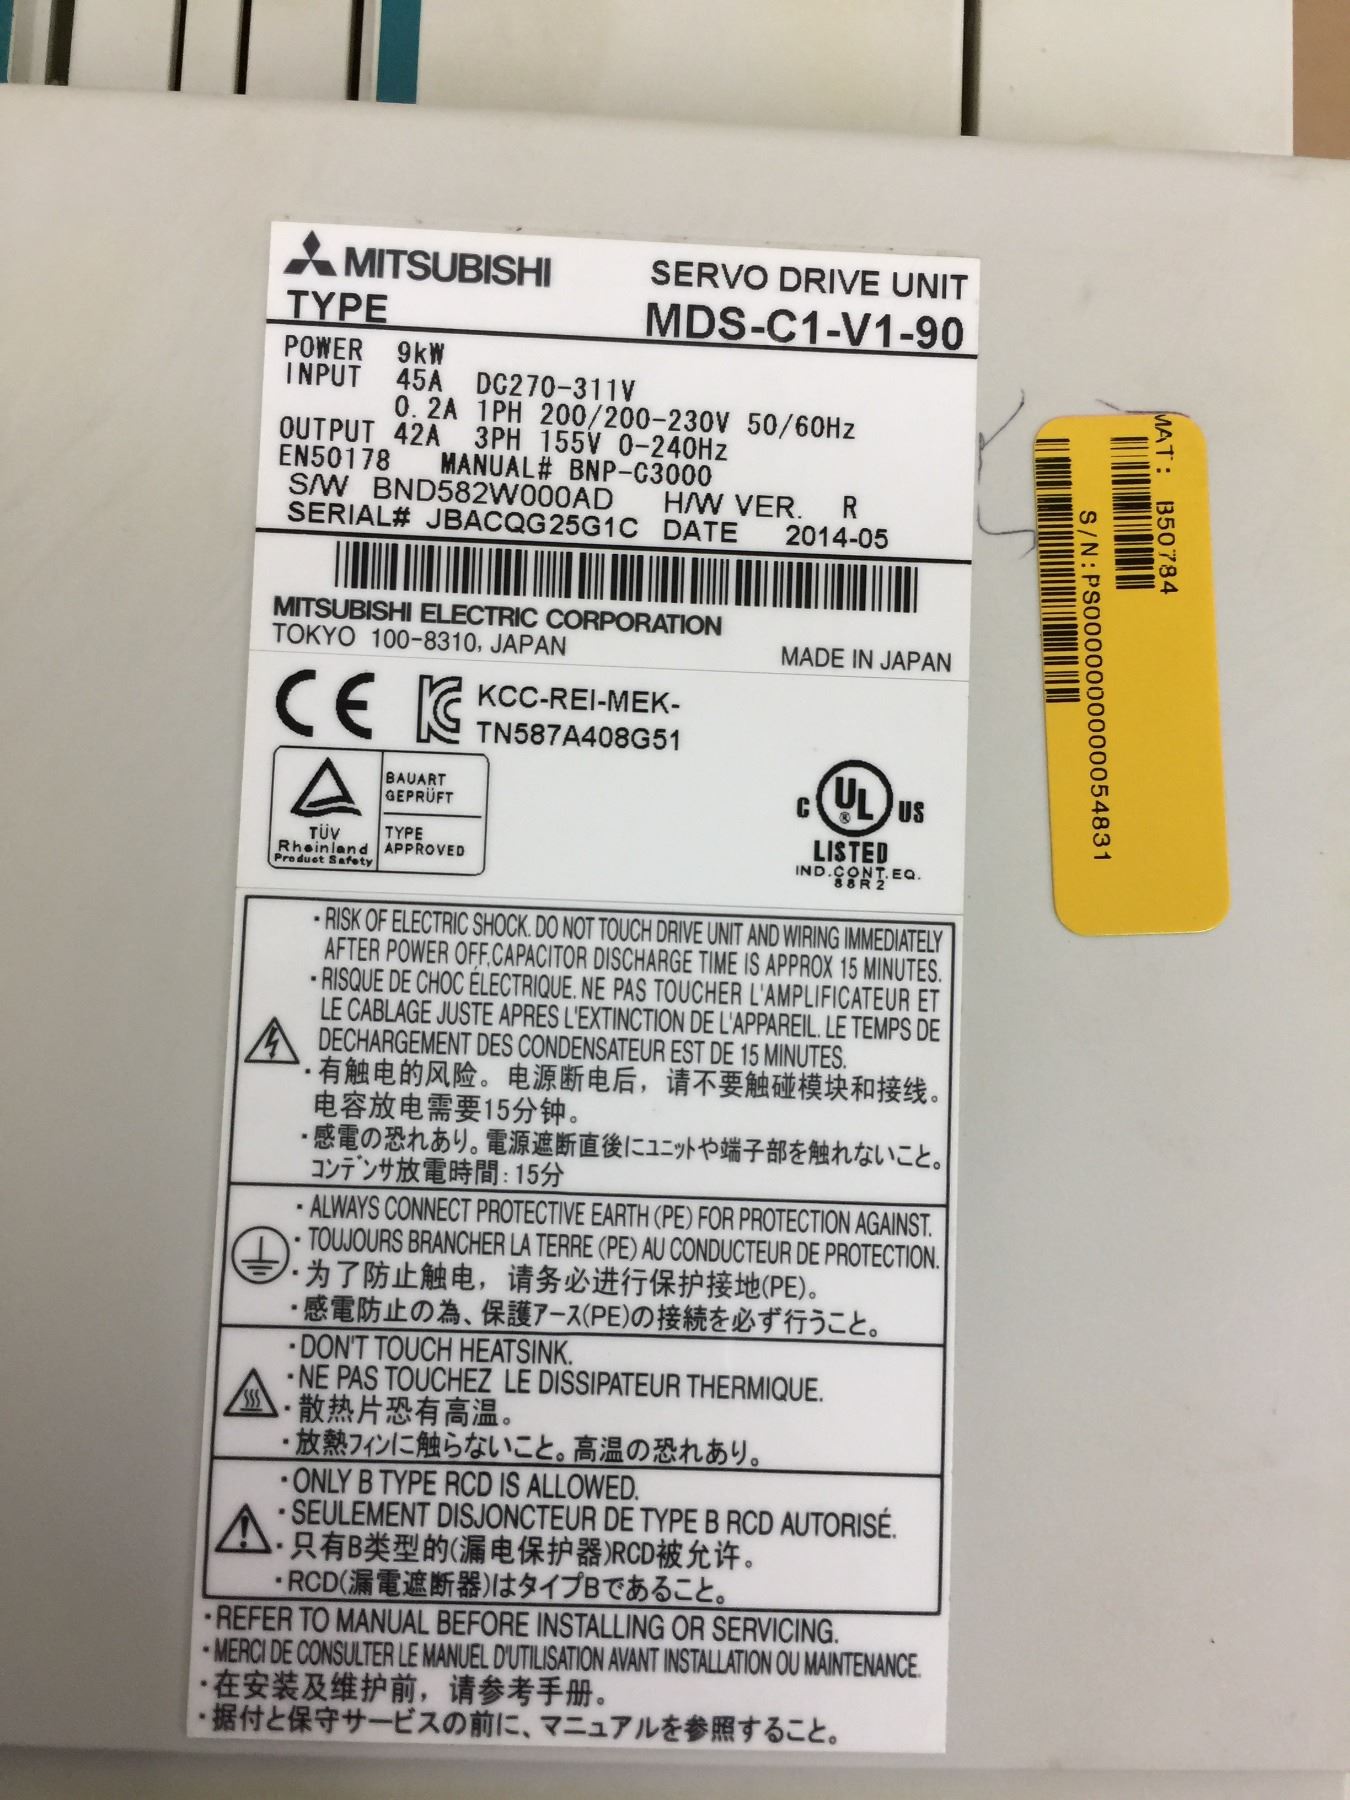 MITSUBISHI
SERVO DRIVE UNIT
TYPE MDS-C1-V1-90
POWER 9kW
INPUT 45A DC270-311V
0.2A 1PH 200/200-230V 50/60Hz
OUTPUT 42A 3PH 155V 0-240Hz
EN50178 MANUAL# BNP-C3000
S/W BND582W000AD H/W VER. R
SERIAL# JBACQG25G1C DATE 2014-05
MITSUBISHI ELECTRIC CORPORATION
TOKYO 100-8310, JAPAN
MADE IN JAPAN
CE
KCC-REI-MEK-
TN587A408G51
TÜV
Rheinland
Product Safety
BAUART
GEPRÜFT
TYPE
APPROVED
C UL ® US
LISTED
IND.CONT.EQ.
88R2
・RISK OF ELECTRIC SHOCK. DO NOT TOUCH DRIVE UNIT AND WIRING IMMEDIATELY
AFTER POWER OFF,CAPACITOR DISCHARGE TIME IS APPROX 15 MINUTES.
・RISQUE DE CHOC ÉLECTRIQUE. NE PAS TOUCHER L'AMPLIFICATEUR ET
LE CABLAGE JUSTE APRES L'EXTINCTION DE L'APPAREIL. LE TEMPS DE
DECHARGEMENT DES CONDENSATEUR EST DE 15 MINUTES.
・有触电的风险。电源断电后，请不要触碰模块和接线。
电容放电需要15分钟。
・感電の恐れあり。電源遮断直後にユニットや端子部を触れないこと。
コンデンサ放電時間:15分
・ALWAYS CONNECT PROTECTIVE EARTH (PE) FOR PROTECTION AGAINST.
・TOUJOURS BRANCHER LA TERRE (PE) AU CONDUCTEUR DE PROTECTION.
・为了防止触电，请务必进行保护接地(PE)。
・感電防止の為、保護アース(PE)の接続を必ず行うこと。
・DON'T TOUCH HEATSINK.
・NE PAS TOUCHEZ LE DISSIPATEUR THERMIQUE.
・散热片恐有高温。
・放熱フィンに触らないこと。高温の恐れあり。
・ONLY B TYPE RCD IS ALLOWED.
・SEULEMENT DISJONCTEUR DE TYPE B RCD AUTORISÉ.
・只有B类型的(漏电保护器)RCD被允许。
・RCD(漏電遮断器)はタイプBであること。
・REFER TO MANUAL BEFORE INSTALLING OR SERVICING.
・MERCI DE CONSULTER LE MANUEL D'UTILISATION AVANT INSTALLATION OU MAINTENANCE.
・在安装及维护前，请参考手册。
・据付と保守サービスの前に、マニュアルを参照すること。
MAT: B50784
S/N:PS000000000054831